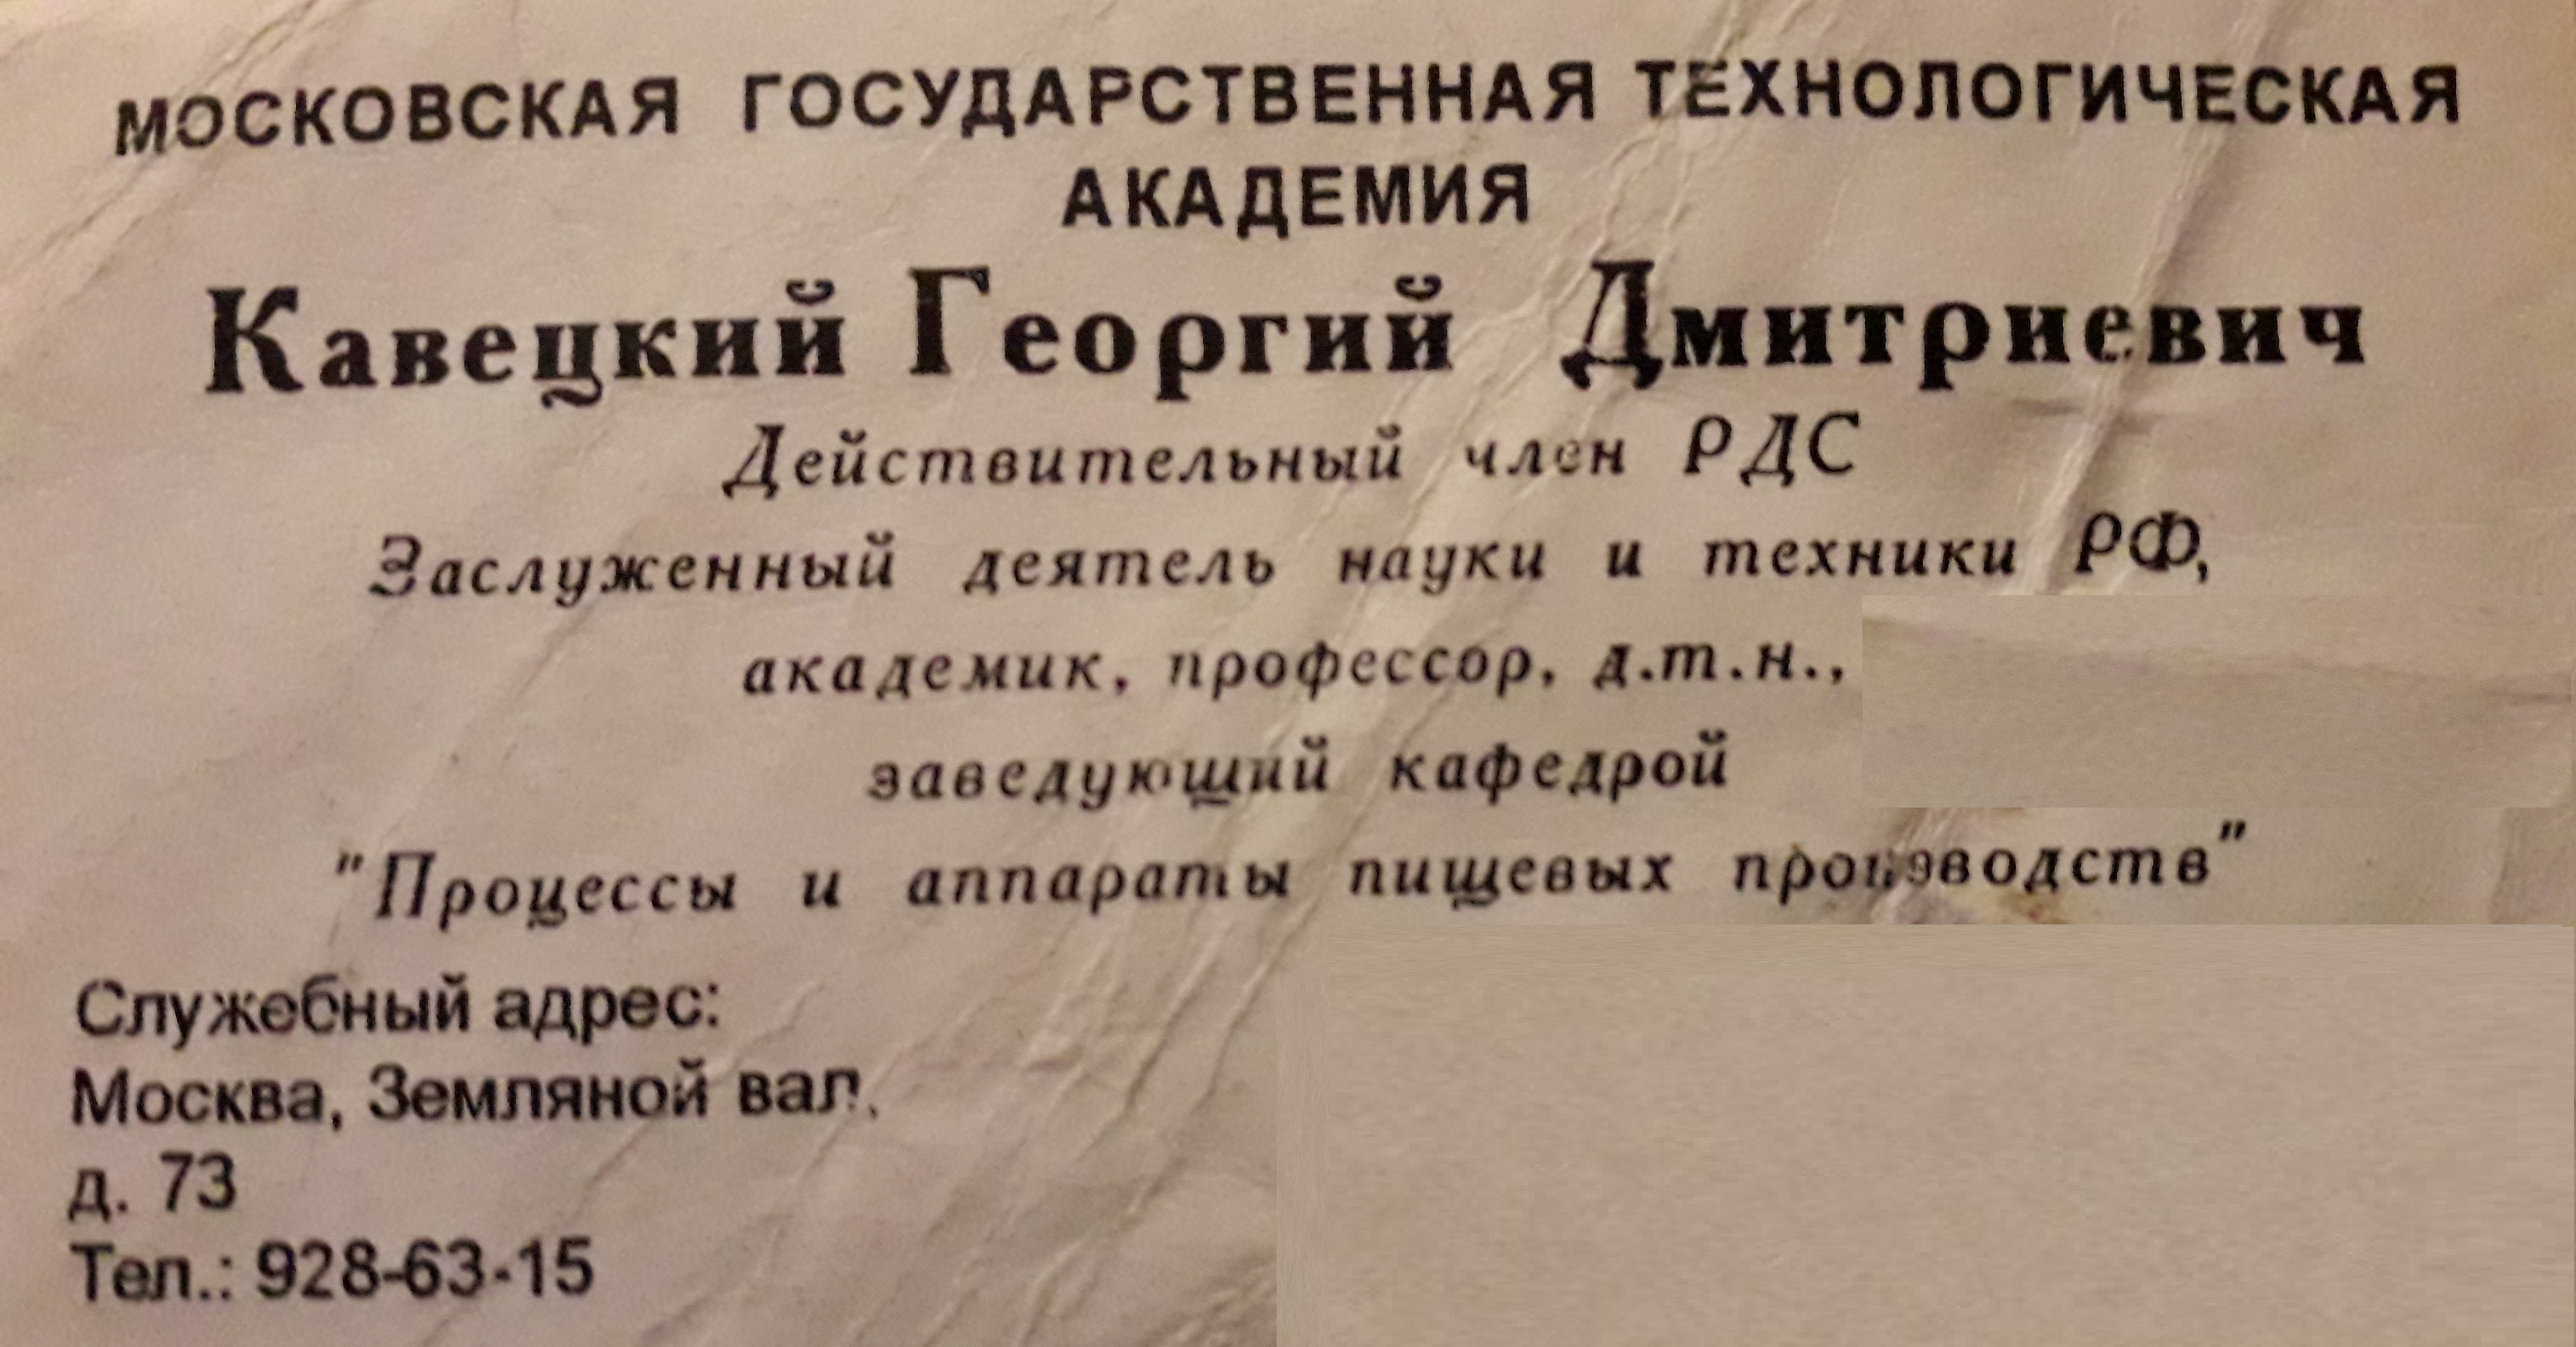 МОСКОВСКАЯ ГОСУДАРСТВЕННАЯ ТЕХНОЛОГИЧЕСКАЯ
АКАДЕМИЯ
Кавецкий Георгий Дмитриевич
Действительный член РДС
Заслуженный деятель науки и техники РФ,
академик, профессор, д.т.н.,
заведующий кафедрой
"Процессы и аппараты пищевых производств"
Служебный адрес:
Москва, Земляной вал,
д. 73
Тел.: 928-63-15